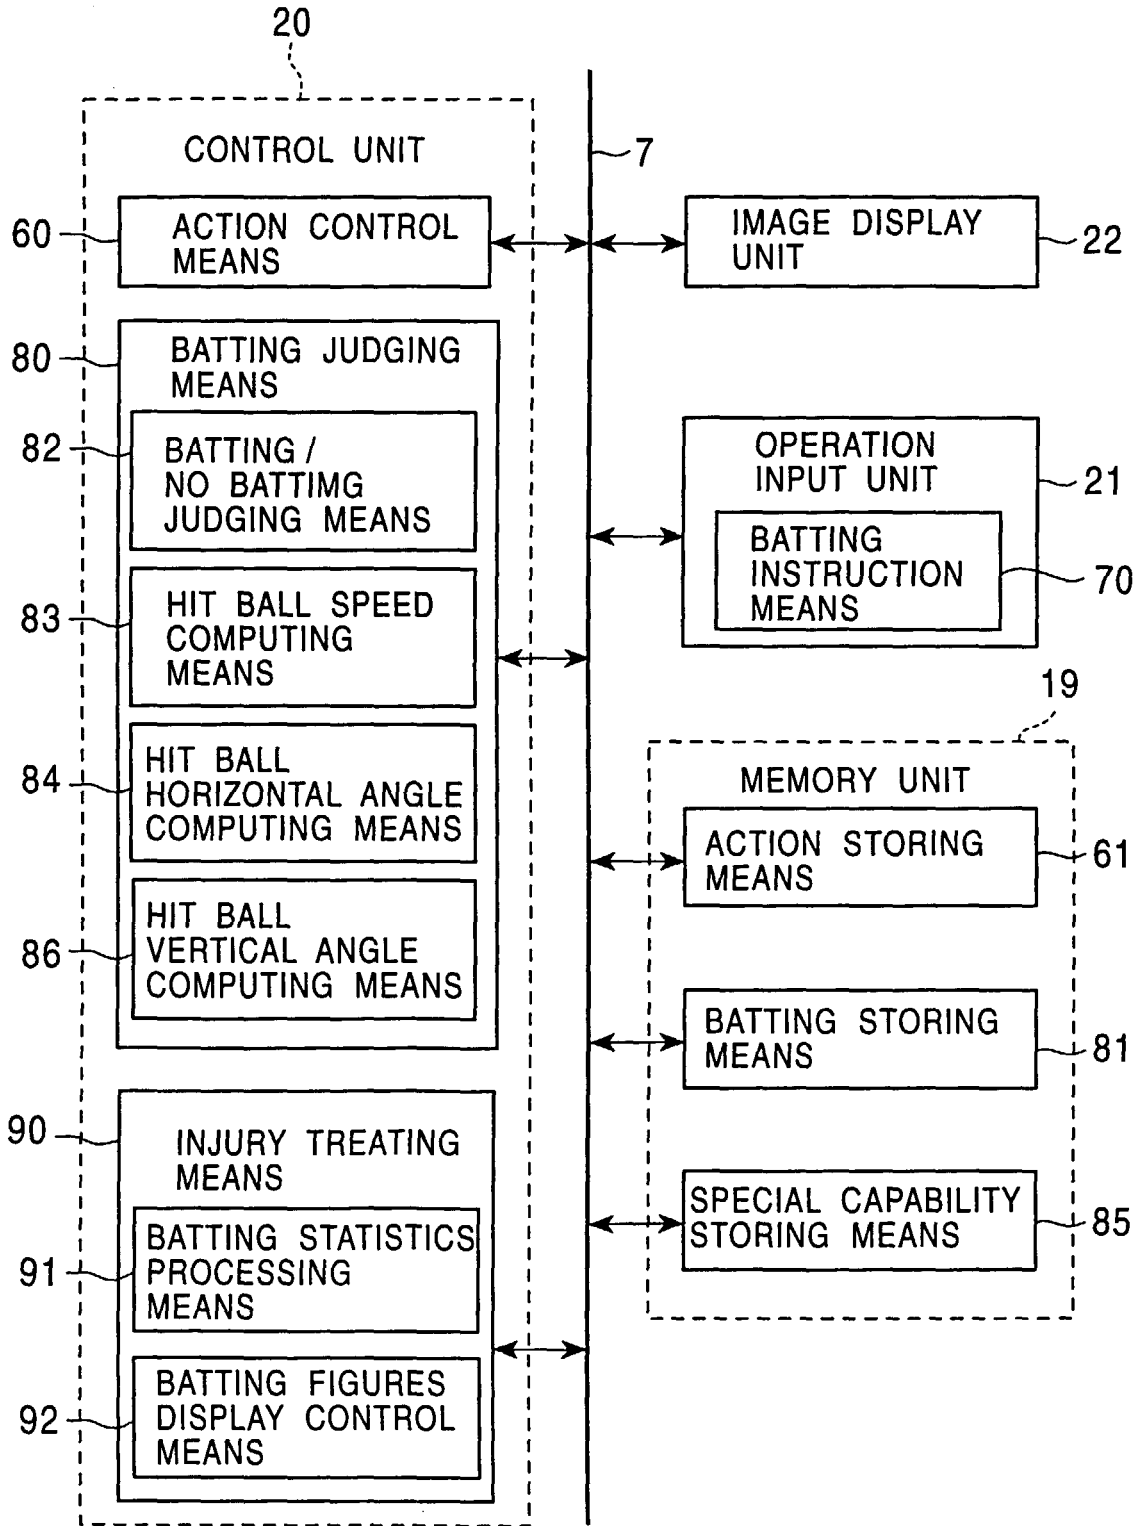 20
CONTROL UNIT
7
60
ACTION CONTROL
MEANS
IMAGE DISPLAY
UNIT
22
80
BATTING JUDGING
MEANS
82
BATTING /
NO BATTIMG
JUDGING MEANS
OPERATION
INPUT UNIT
21
BATTING
INSTRUCTION
MEANS
70
83
HIT BALL SPEED
COMPUTING
MEANS
84
HIT BALL
HORIZONTAL ANGLE
COMPUTING MEANS
19
MEMORY UNIT
ACTION STORING
MEANS
61
86
HIT BALL
VERTICAL ANGLE
COMPUTING MEANS
BATTING STORING
MEANS
81
90
INJURY TREATING
MEANS
SPECIAL CAPABILITY
STORING MEANS
85
91
BATTING STATISTICS
PROCESSING
MEANS
92
BATTING FIGURES
DISPLAY CONTROL
MEANS